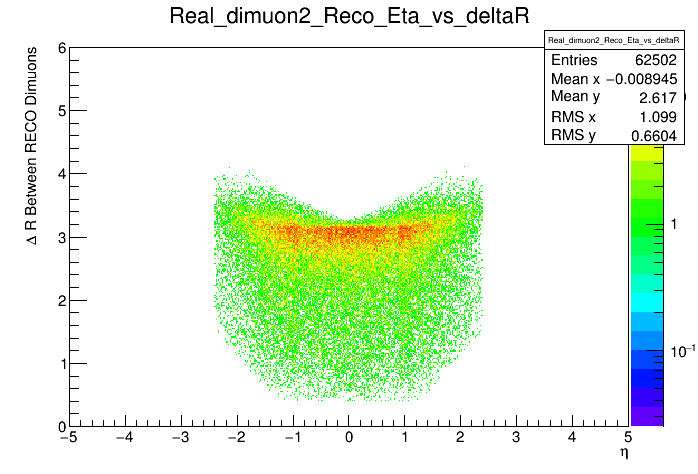 Real_dimuon2_Reco_Eta_vs_deltaR
Real_dimuon2_Reco_Eta_vs_deltaR
Entries 62502
Mean x −0.008945
Mean y 2.617
RMS x 1.099
RMS y 0.6604
Δ R Between RECO Dimuons
6
5
4
3
2
1
0
1
10⁻¹
−5 −4 −3 −2 −1 0 1 2 3 4 5
η